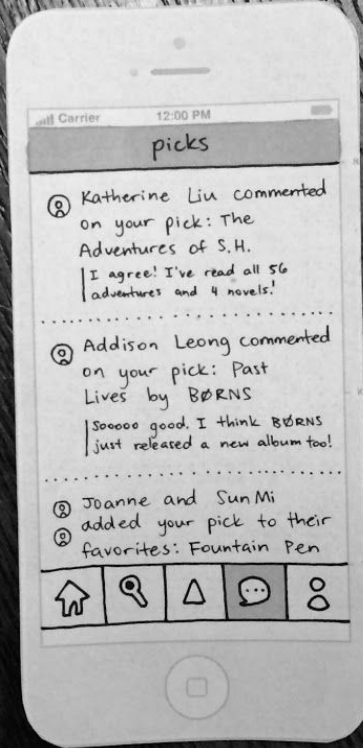 Carrier 12:00 PM
picks
Katherine Liu commented
on your pick: The
Adventures of S.H.
I agree! I've read all 56
adventures and 4 novels!
Addison Leong commented
on your pick: Past
Lives by BØRNS
Sooooo good. I think BØRNS
just released a new album too!
Joanne and Sun Mi
added your pick to their
favorites: Fountain Pen